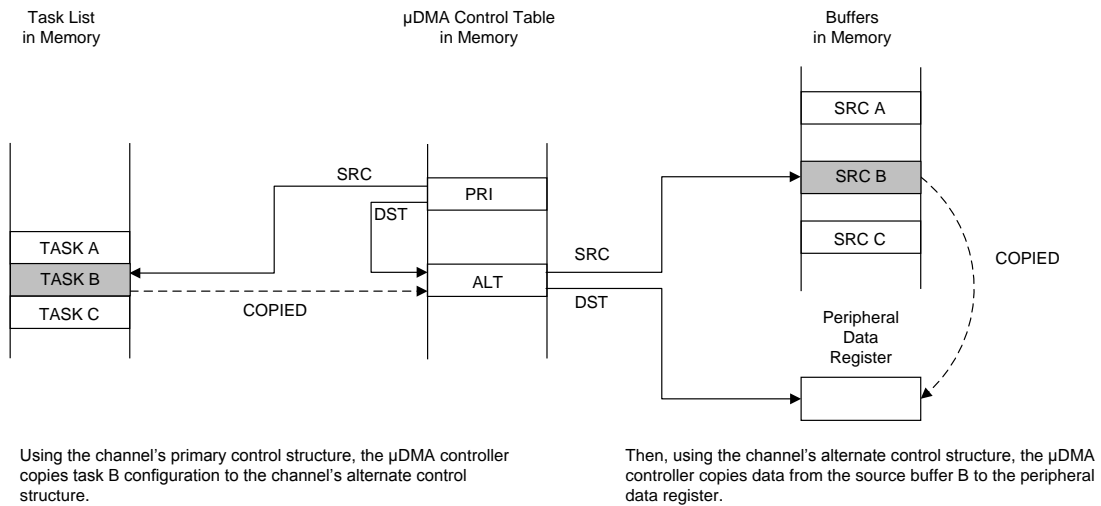 Task List
in Memory
µDMA Control Table
in Memory
Buffers
in Memory
SRC A
SRC B
SRC C
SRC
PRI
DST
TASK A
TASK B
TASK C
ALT
SRC
DST
COPIED
COPIED
Peripheral
Data
Register
Using the channel's primary control structure, the µDMA controller
copies task B configuration to the channel's alternate control
structure.
Then, using the channel's alternate control structure, the µDMA
controller copies data from the source buffer B to the peripheral
data register.